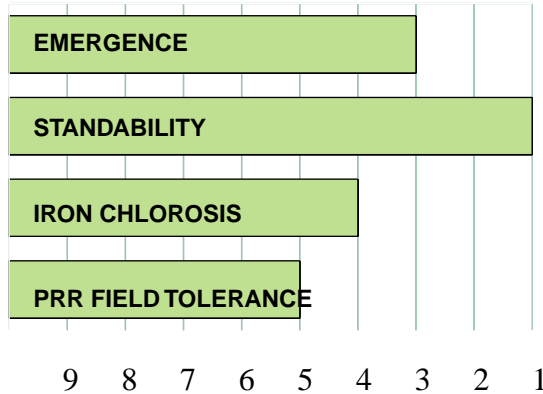 EMERGENCE
STANDABILITY
IRON CHLOROSIS
PRR FIELD TOLERANCE
9 8 7 6 5 4 3 2 1